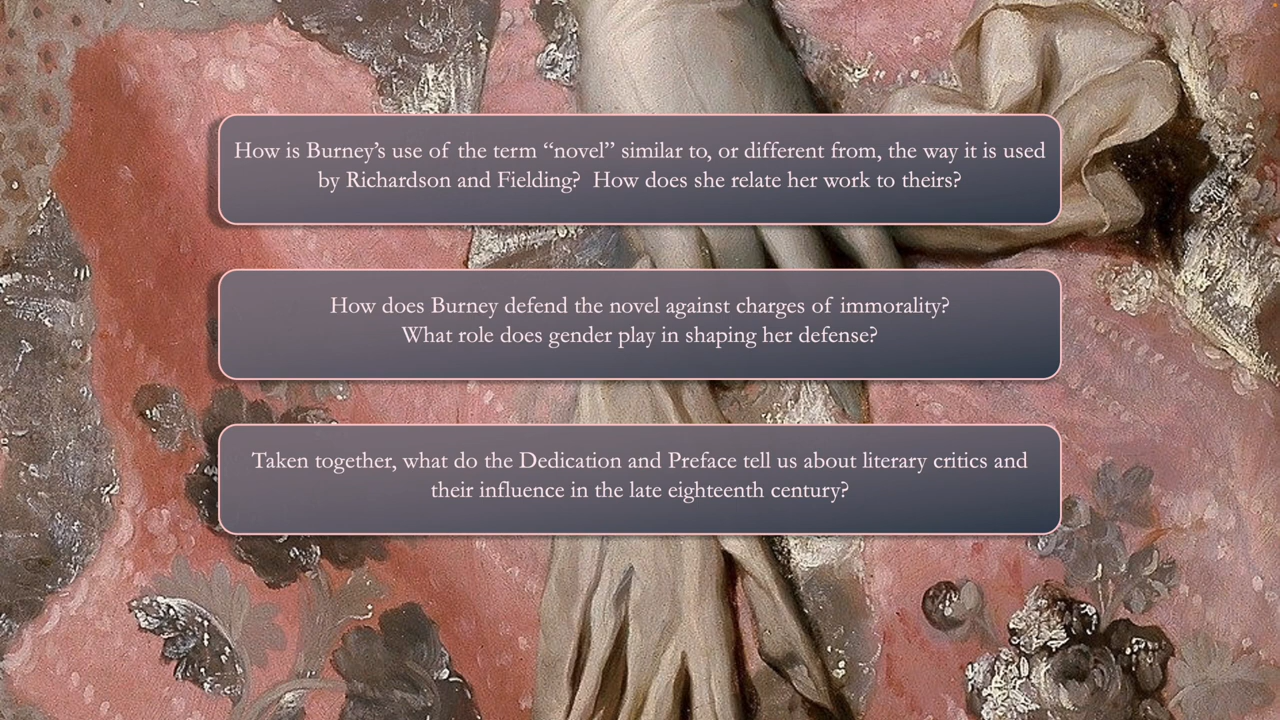 How is Burney’s use of the term “novel” similar to, or different from, the way it is used
by Richardson and Fielding?  How does she relate her work to theirs?
How does Burney defend the novel against charges of immorality?
What role does gender play in shaping her defense?
Taken together, what do the Dedication and Preface tell us about literary critics and
their influence in the late eighteenth century?